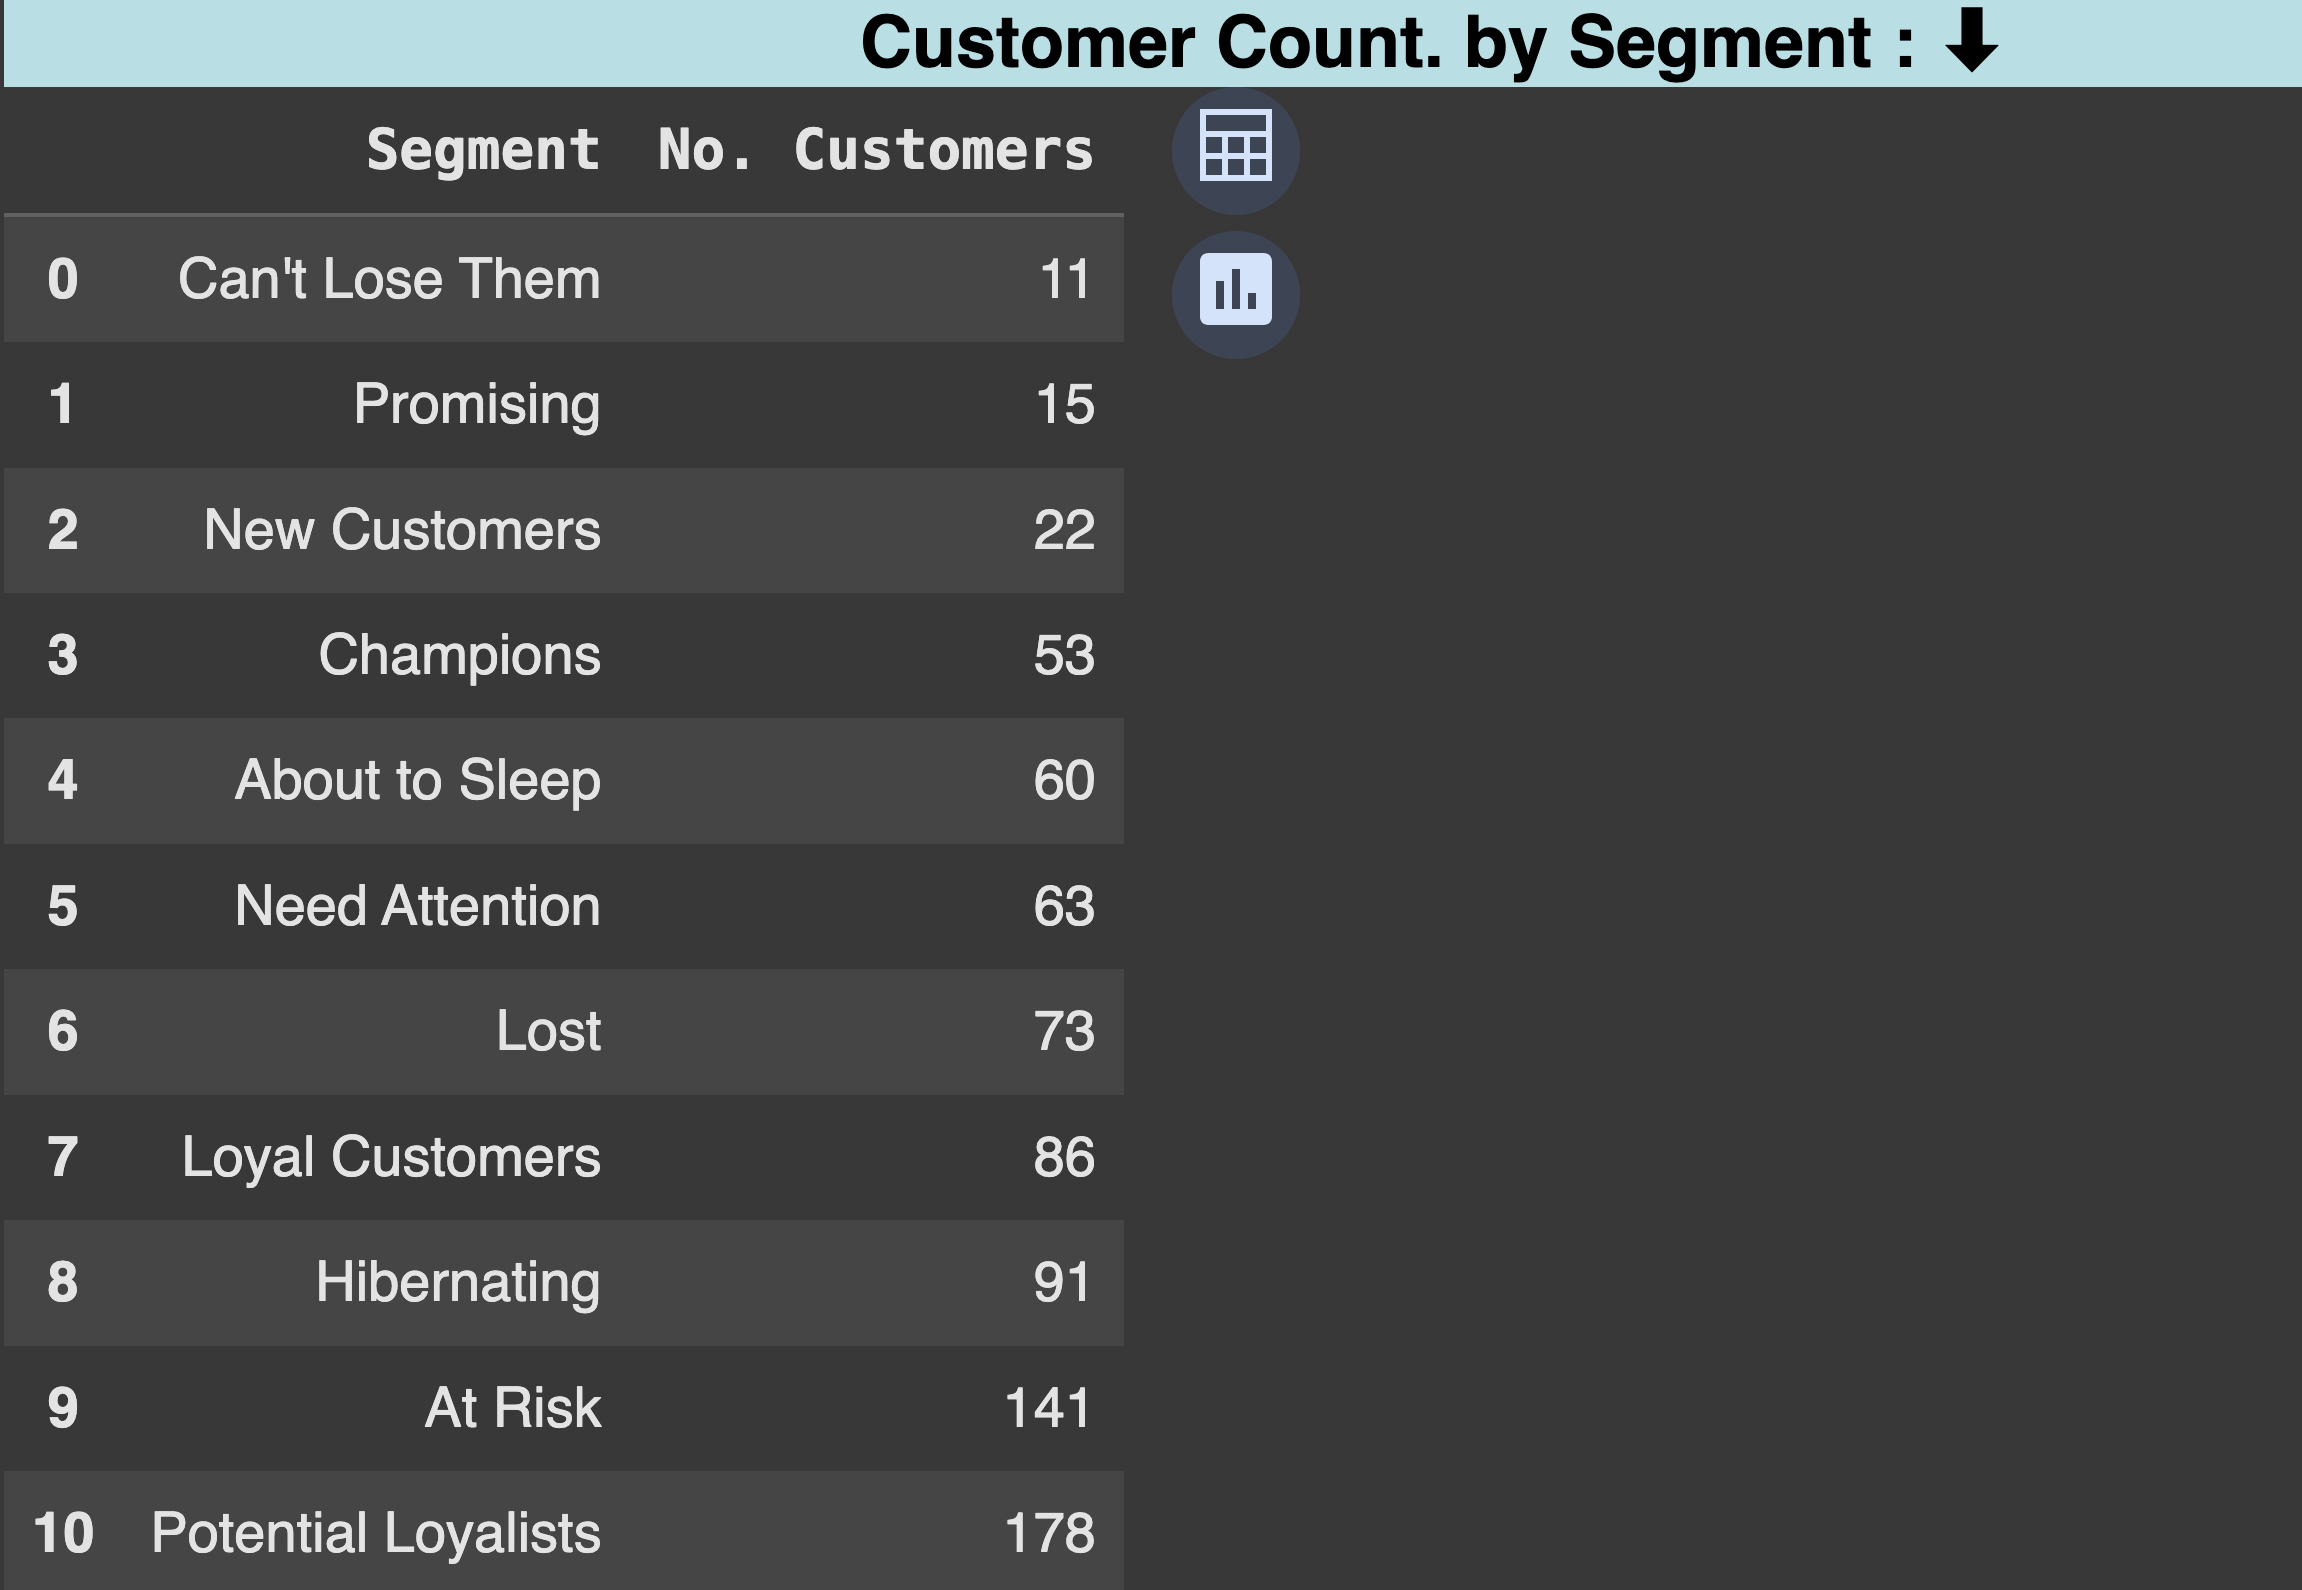 Customer Count. by Segment : ⬇
Segment No. Customers
0 Can't Lose Them 11
1 Promising 15
2 New Customers 22
3 Champions 53
4 About to Sleep 60
5 Need Attention 63
6 Lost 73
7 Loyal Customers 86
8 Hibernating 91
9 At Risk 141
10 Potential Loyalists 178